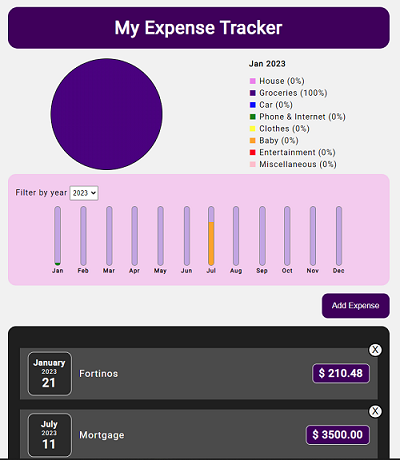 My Expense Tracker
Jan 2023
House (0%)
Groceries (100%)
Car (0%)
Phone & Internet (0%)
Clothes (0%)
Baby (0%)
Entertainment (0%)
Miscellaneous (0%)
Filter by year 2023
Jan Feb Mar Apr May Jun Jul Aug Sep Oct Nov Dec
Add Expense
X
January
2023
21
Fortinos
$ 210.48
X
July
2023
11
Mortgage
$ 3500.00